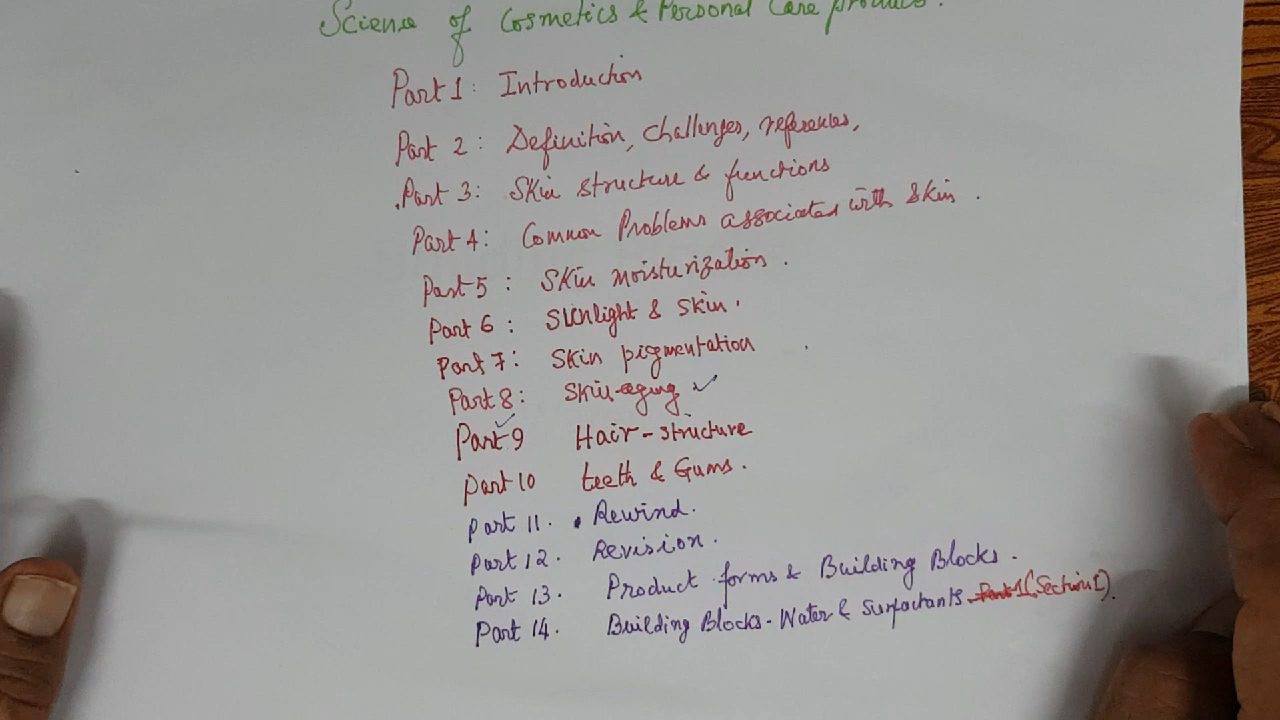 Science of Cosmetics & Personal Care products.
Part 1: Introduction
Part 2: Definition, challenges, references,
Part 3: Skin structure & functions
Part 4: Common Problems associated with Skin.
Part 5: Skin moisturization.
Part 6: Sunlight & Skin.
Part 7: Skin pigmentation
Part 8: Skin-aging ✓
Part 9 Hair-structure
Part 10 teeth & Gums.
Part 11. Rewind.
Part 12. Revision.
Part 13. Product forms & Building Blocks.
Part 14. Building Blocks - Water & Surfactants. (Section I).